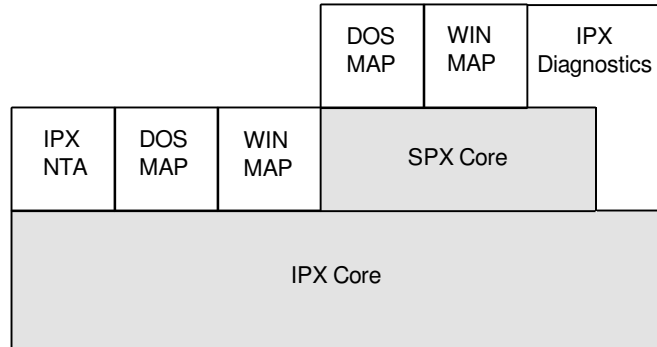 DOS
MAP
WIN
MAP
IPX
Diagnostics
IPX
NTA
DOS
MAP
WIN
MAP
SPX Core
IPX Core